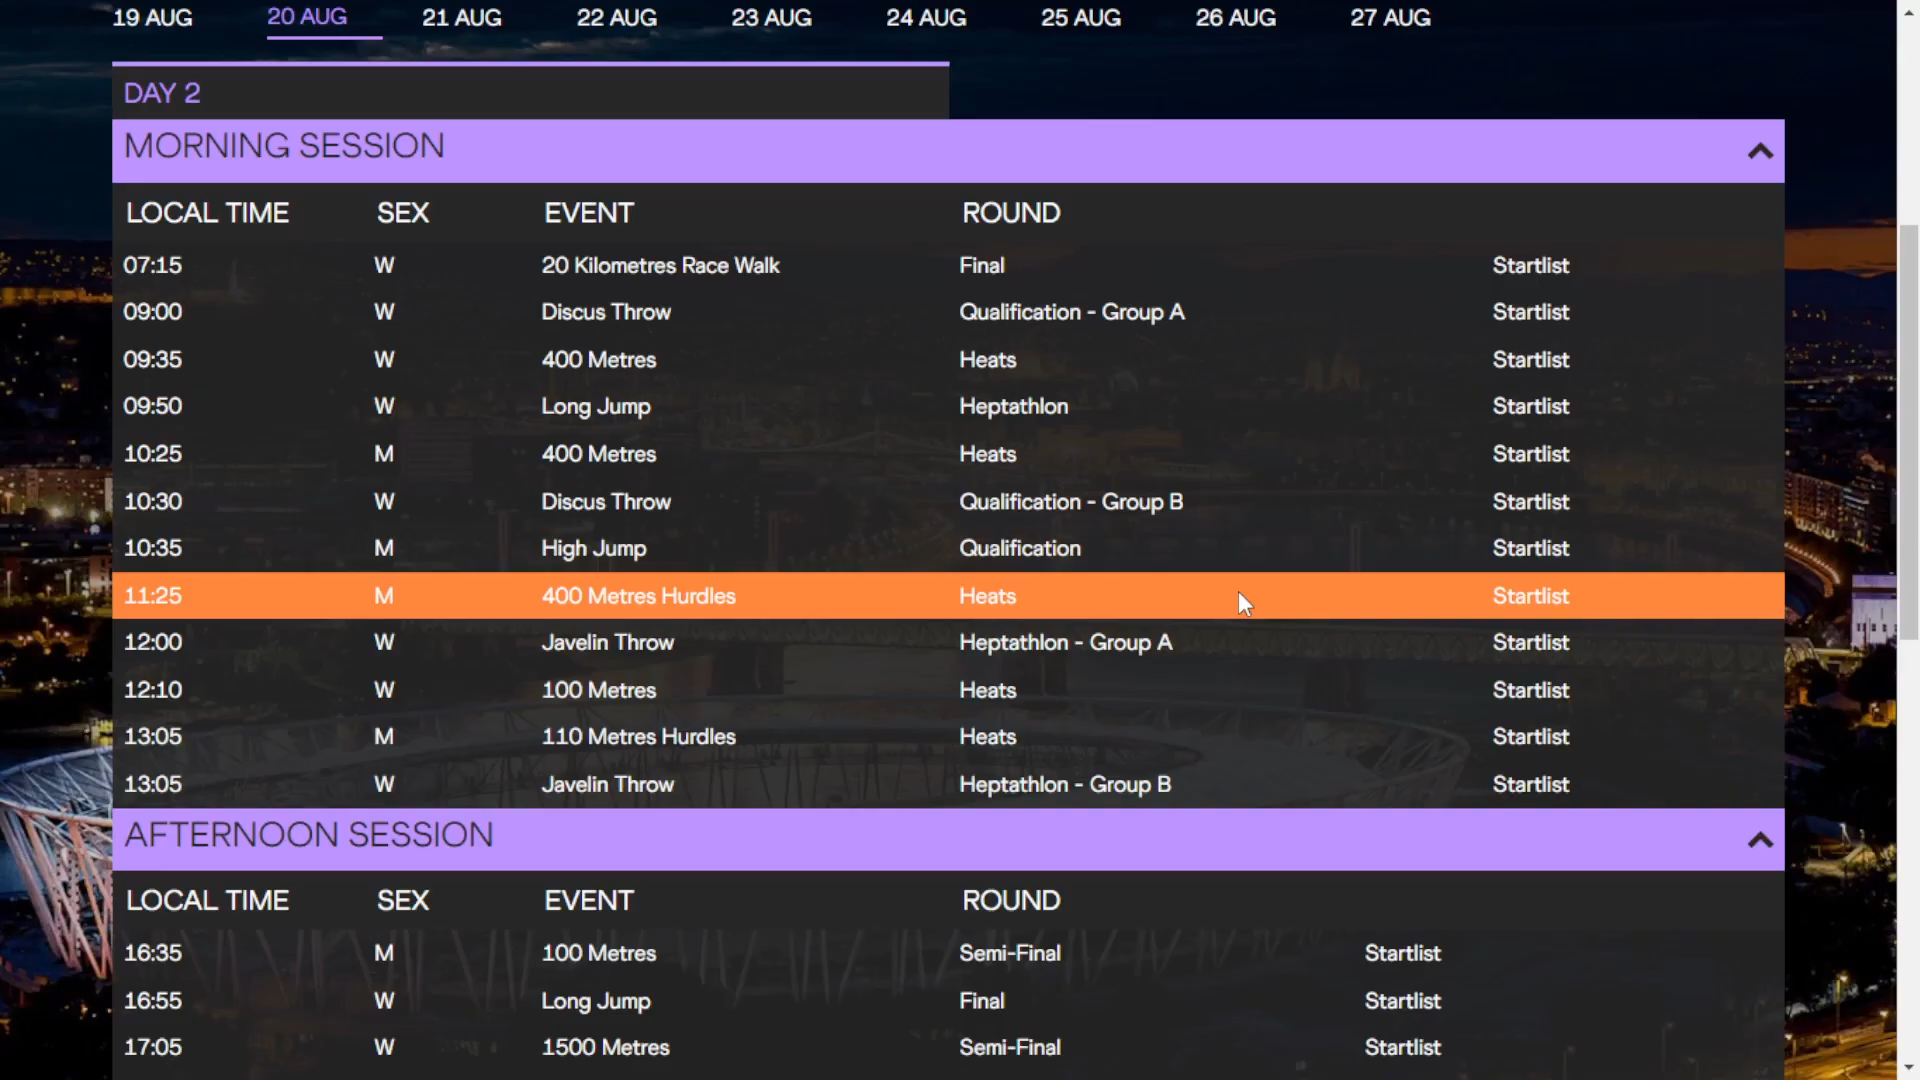 19 AUG 20 AUG 21 AUG 22 AUG 23 AUG 24 AUG 25 AUG 26 AUG 27 AUG
DAY 2
MORNING SESSION
LOCAL TIME SEX EVENT ROUND
07:15 W 20 Kilometres Race Walk Final Startlist
09:00 W Discus Throw Qualification - Group A Startlist
09:35 W 400 Metres Heats Startlist
09:50 W Long Jump Heptathlon Startlist
10:25 M 400 Metres Heats Startlist
10:30 W Discus Throw Qualification - Group B Startlist
10:35 M High Jump Qualification Startlist
11:25 M 400 Metres Hurdles Heats Startlist
12:00 W Javelin Throw Heptathlon - Group A Startlist
12:10 W 100 Metres Heats Startlist
13:05 M 110 Metres Hurdles Heats Startlist
13:05 W Javelin Throw Heptathlon - Group B Startlist
AFTERNOON SESSION
LOCAL TIME SEX EVENT ROUND
16:35 M 100 Metres Semi-Final Startlist
16:55 W Long Jump Final Startlist
17:05 W 1500 Metres Semi-Final Startlist